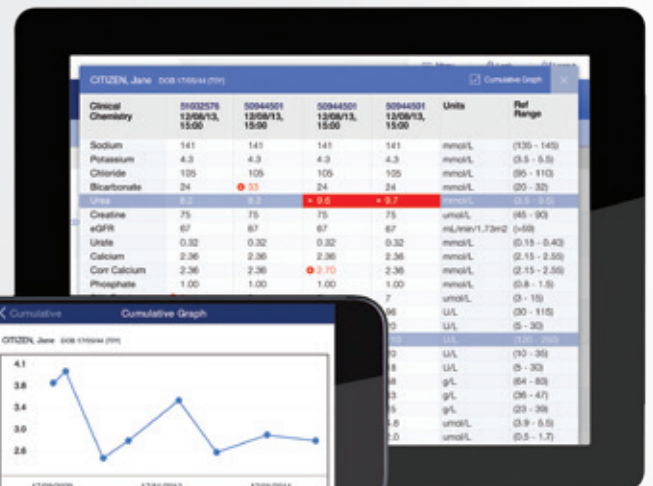 CITIZEN, Jane DOB 17/05/44 (70Y) Cumulative Graph
Clinical Chemistry 51032576 12/08/13, 15:00 50944501 12/08/13, 15:00 50944501 12/08/13, 15:00 50944501 12/08/13, 15:00 Units Ref Range
Sodium 141 141 141 141 mmol/L (135 - 145)
Potassium 4.3 4.3 4.3 4.3 mmol/L (3.5 - 5.5)
Chloride 105 105 105 105 mmol/L (95 - 110)
Bicarbonate 24 33 24 24 mmol/L (20 - 32)
Urea 8.2 8.2 9.6 9.7 mmol/L
Creatine 75 75 75 75 umol/L (45 - 90)
eGFR 67 67 67 67 mL/min/1.73m2 (>59)
Urate 0.32 0.32 0.32 0.32 mmol/L (0.15 - 0.40)
Calcium 2.36 2.36 2.36 2.36 mmol/L (2.15 - 2.55)
Corr Calcium 2.36 2.36 2.70 2.36 mmol/L (2.15 - 2.55)
Phosphate 1.00 1.00 1.00 1.00 mmol/L (0.8 - 1.5)
7 umol/L (3 - 15)
U/L (30 - 115)
U/L (5 - 30)
U/L (120 - 250)
U/L (10 - 35)
U/L (5 - 30)
g/L (64 - 83)
g/L (36 - 47)
g/L (23 - 39)
umol/L (3.9 - 5.5)
umol/L (0.5 - 1.7)
Cumulative Cumulative Graph
CITIZEN, Jane DOB 17/05/44 (70Y)
4.1
3.8
3.4
3.0
2.6